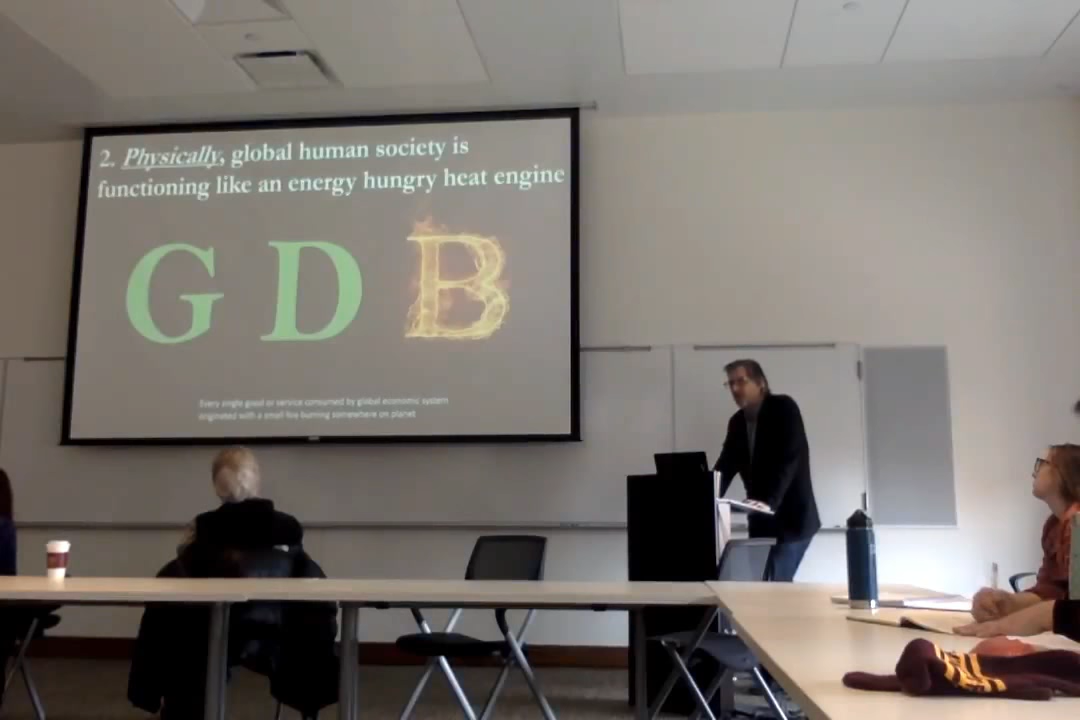 2. Physically, global human society is
functioning like an energy hungry heat engine
G D B
Every single good or service consumed by global economic system
originated with a small fire burning somewhere on planet